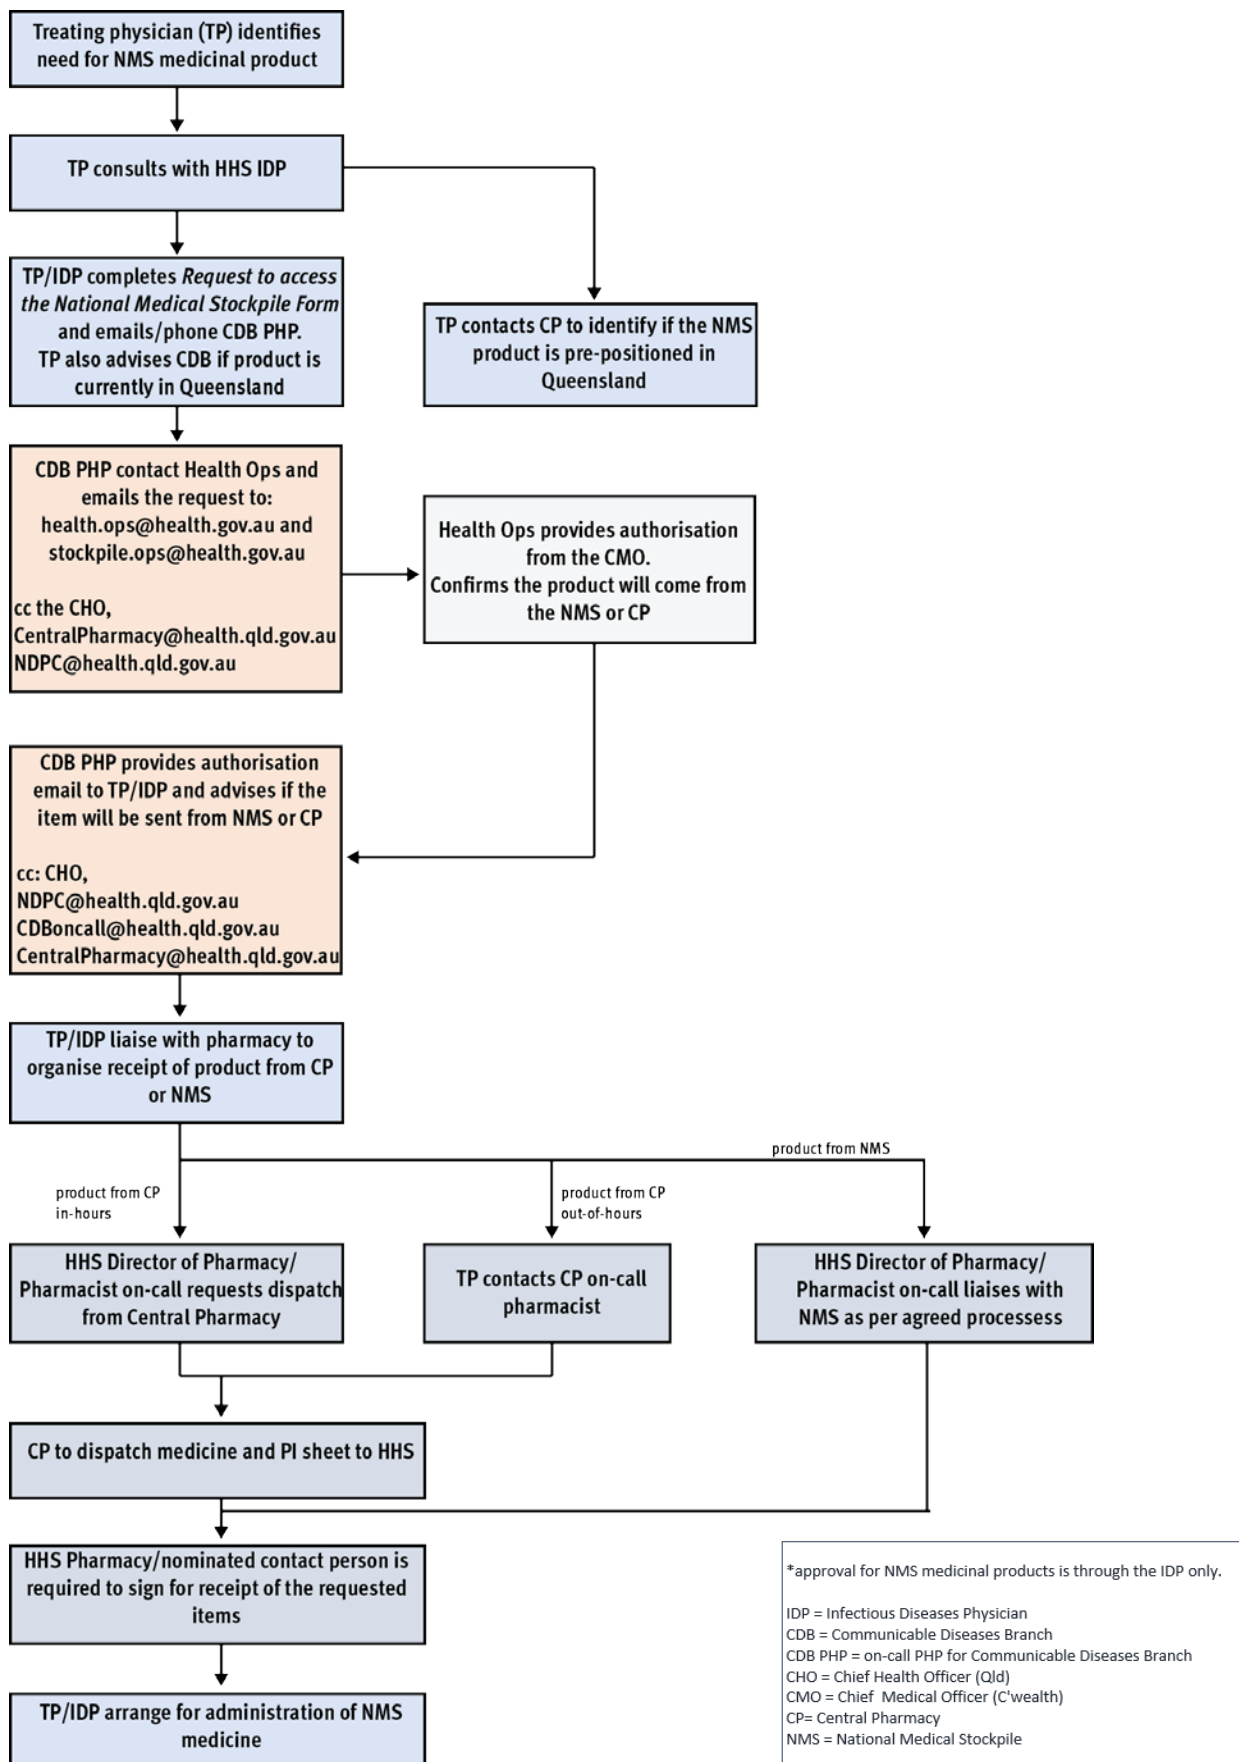 Treating physician (TP) identifies
need for NMS medicinal product
TP consults with HHS IDP
TP/IDP completes Request to access
the National Medical Stockpile Form
and emails/phone CDB PHP.
TP also advises CDB if product is
currently in Queensland
TP contacts CP to identify if the NMS
product is pre-positioned in
Queensland
CDB PHP contact Health Ops and
emails the request to:
health.ops@health.gov.au and
stockpile.ops@health.gov.au
cc the CHO,
CentralPharmacy@health.qld.gov.au
NDPC@health.qld.gov.au
Health Ops provides authorisation
from the CMO.
Confirms the product will come from
the NMS or CP
CDB PHP provides authorisation
email to TP/IDP and advises if the
item will be sent from NMS or CP
cc: CHO,
NDPC@health.qld.gov.au
CDBoncall@health.qld.gov.au
CentralPharmacy@health.qld.gov.au
TP/IDP liaise with pharmacy to
organise receipt of product from CP
or NMS
product from NMS
product from CP
in-hours
product from CP
out-of-hours
HHS Director of Pharmacy/
Pharmacist on-call requests dispatch
from Central Pharmacy
TP contacts CP on-call
pharmacist
HHS Director of Pharmacy/
Pharmacist on-call liaises with
NMS as per agreed processess
CP to dispatch medicine and PI sheet to HHS
HHS Pharmacy/nominated contact person is
required to sign for receipt of the requested
items
TP/IDP arrange for administration of NMS
medicine
*approval for NMS medicinal products is through the IDP only.
IDP = Infectious Diseases Physician
CDB = Communicable Diseases Branch
CDB PHP = on-call PHP for Communicable Diseases Branch
CHO = Chief Health Officer (Qld)
CMO = Chief  Medical Officer (C'wealth)
CP= Central Pharmacy
NMS = National Medical Stockpile